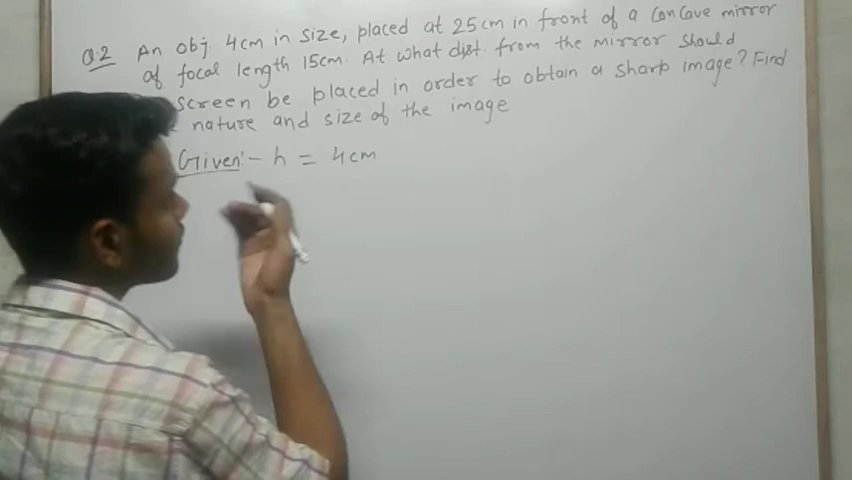 Q.2 An obj. 4cm in size, placed at 25cm in front of a concave mirror
of focal length 15cm. At what dist. from the mirror should
screen be placed in order to obtain a sharp image? Find
nature and size of the image
Given:- h = 4cm